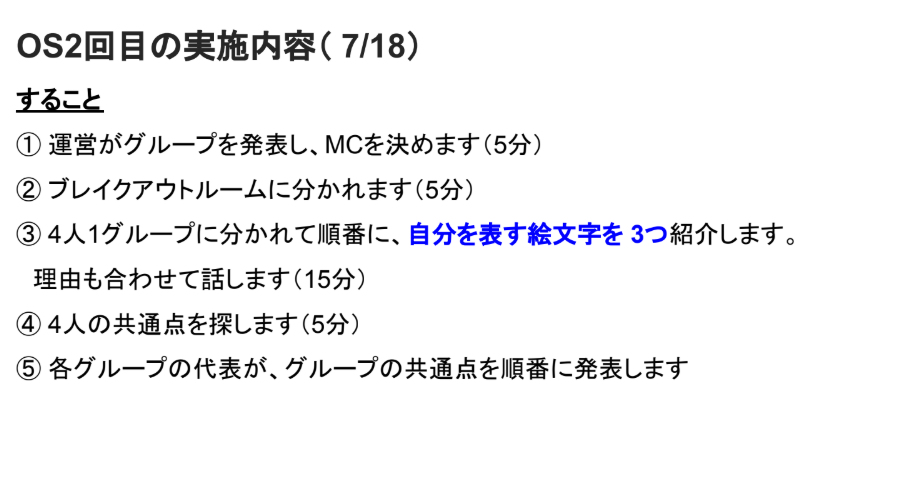 OS2回目の実施内容( 7/18)
すること
① 運営がグループを発表し、MCを決めます(5分)
② ブレイクアウトルームに分かれます(5分)
③ 4人1グループに分かれて順番に、自分を表す絵文字を 3つ紹介します。
理由も合わせて話します(15分)
④ 4人の共通点を探します(5分)
⑤ 各グループの代表が、グループの共通点を順番に発表します